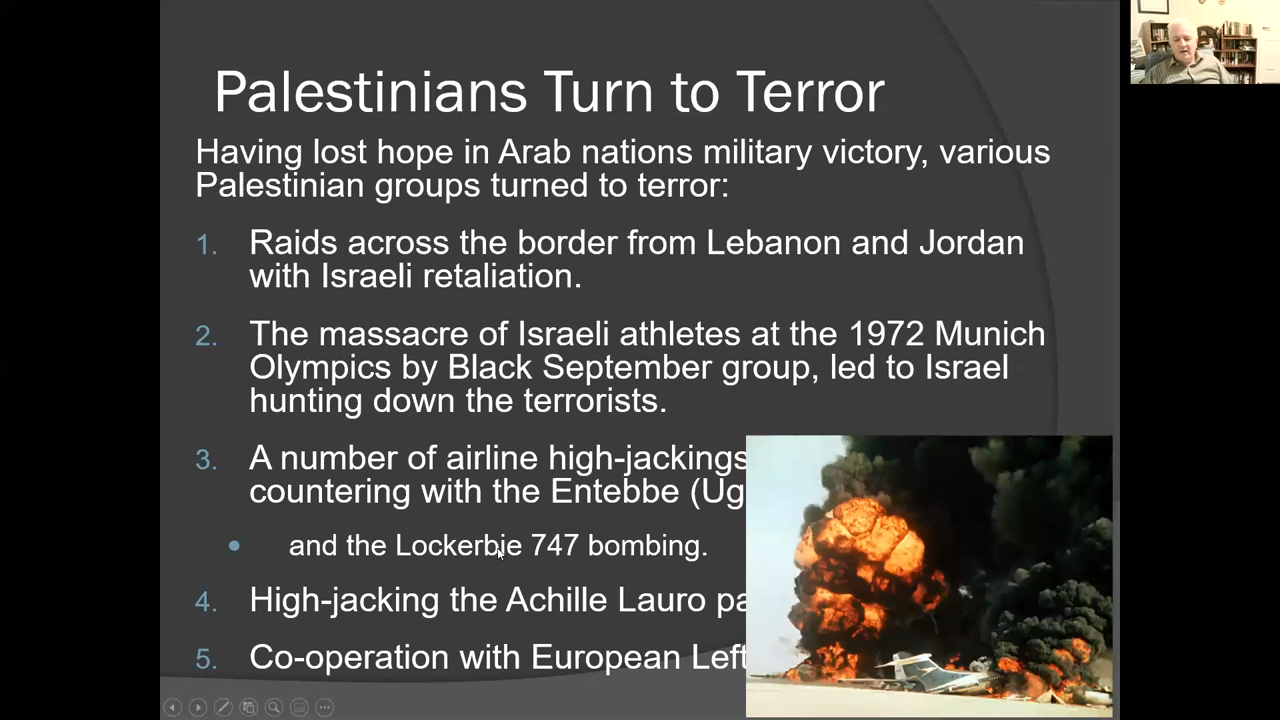 Palestinians Turn to Terror
Having lost hope in Arab nations military victory, various
Palestinian groups turned to terror:
1. Raids across the border from Lebanon and Jordan
with Israeli retaliation.
2. The massacre of Israeli athletes at the 1972 Munich
Olympics by Black September group, led to Israel
hunting down the terrorists.
3. A number of airline high-jackings
countering with the Entebbe (Ug
• and the Lockerbie 747 bombing.
4. High-jacking the Achille Lauro pa
5. Co-operation with European Left